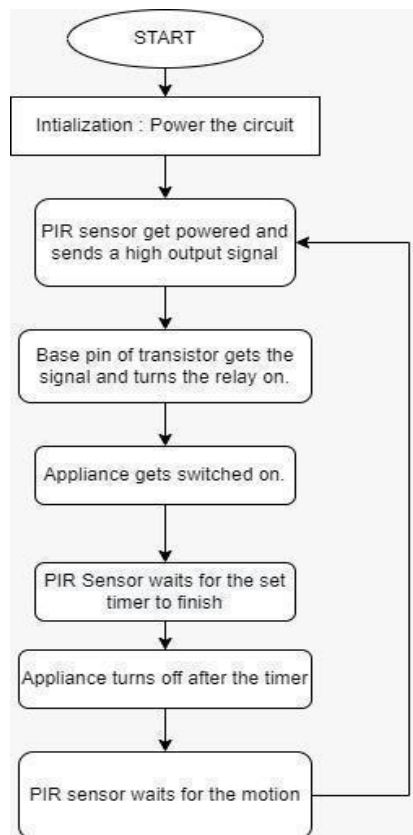 START
Intialization : Power the circuit
PIR sensor get powered and
sends a high output signal
Base pin of transistor gets the
signal and turns the relay on.
Appliance gets switched on.
PIR Sensor waits for the set
timer to finish
Appliance turns off after the timer
PIR sensor waits for the motion